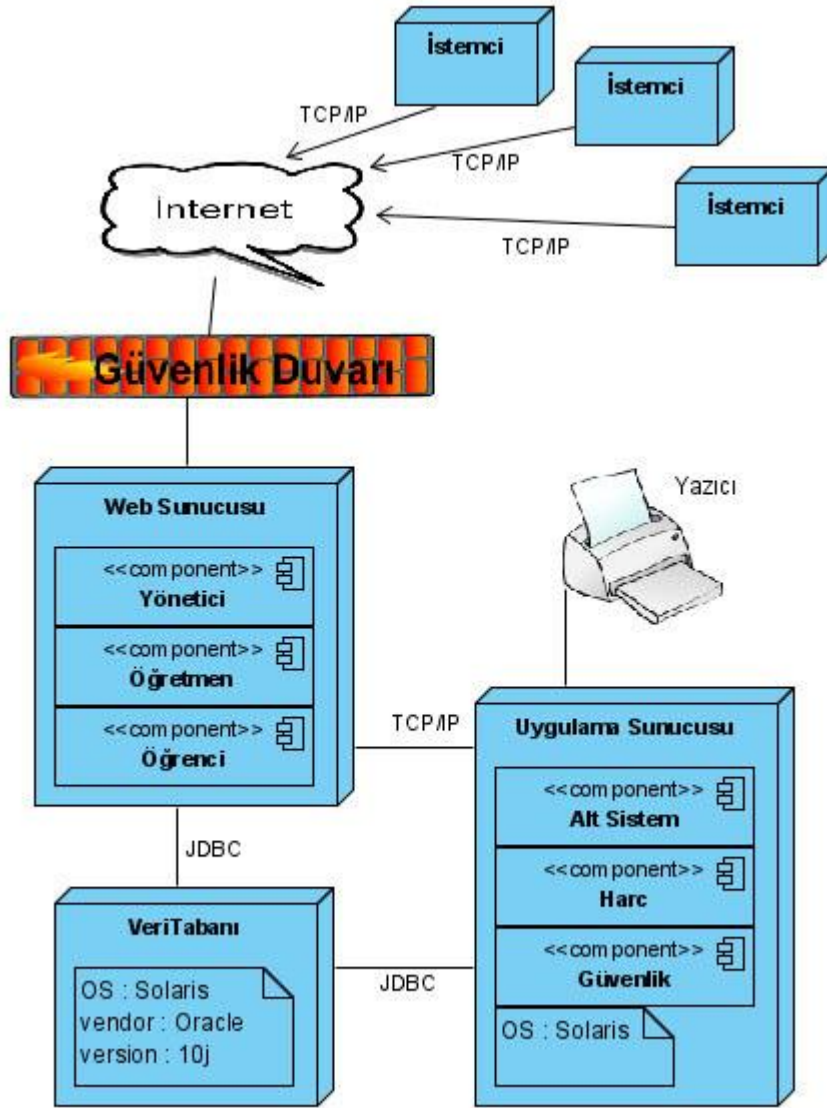 İstemci
İstemci
İstemci
TCP/IP
TCP/IP
TCP/IP
İnternet
Güvenlik Duvarı
Web Sunucusu
<<component>>
Yönetici
<<component>>
Öğretmen
<<component>>
Öğrenci
Yazıcı
TCP/IP
Uygulama Sunucusu
<<component>>
Alt Sistem
<<component>>
Harc
<<component>>
Güvenlik
OS : Solaris
JDBC
VeriTabanı
OS : Solaris
vendor : Oracle
version : 10j
JDBC